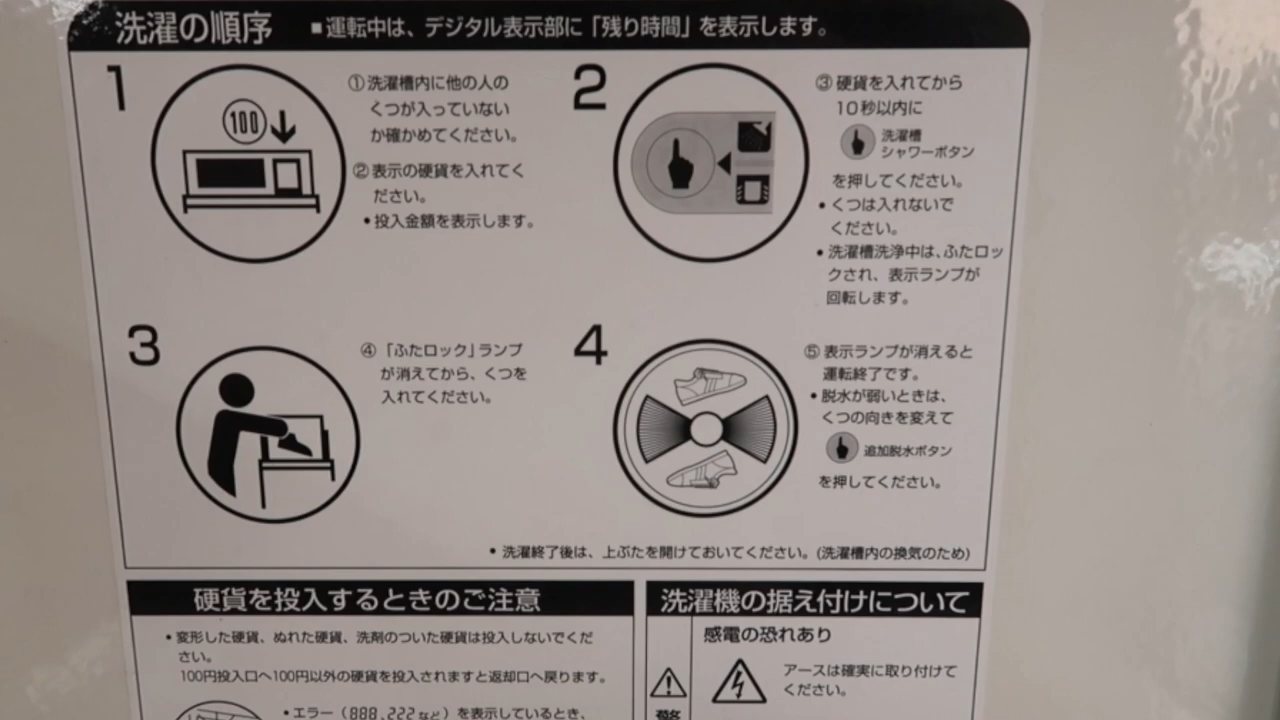 洗濯の順序 ■運転中は、デジタル表示部に「残り時間」を表示します。
1
100
①洗濯槽内に他の人の
くつが入っていない
か確かめてください。
②表示の硬貨を入れてく
ださい。
•投入金額を表示します。
2
③硬貨を入れてから
10秒以内に
洗濯槽
シャワーボタン
を押してください。
•くつは入れないで
ください。
•洗濯槽洗浄中は、ふたロッ
クされ、表示ランプが
回転します。
3
④「ふたロック」ランプ
が消えてから、くつを
入れてください。
4
⑤表示ランプが消えると
運転終了です。
•脱水が弱いときは、
くつの向きを変えて
追加脱水ボタン
を押してください。
•洗濯終了後は、上ぶたを開けておいてください。(洗濯槽内の換気のため)
硬貨を投入するときのご注意
•変形した硬貨、ぬれた硬貨、洗剤のついた硬貨は投入しないでくだ
さい。
100円投入口へ100円以外の硬貨を投入されますと返却口へ戻ります。
•エラー（888、222など）を表示しているとき、
洗濯機の据え付けについて
感電の恐れあり
アースは確実に取り付けて
ください。
警